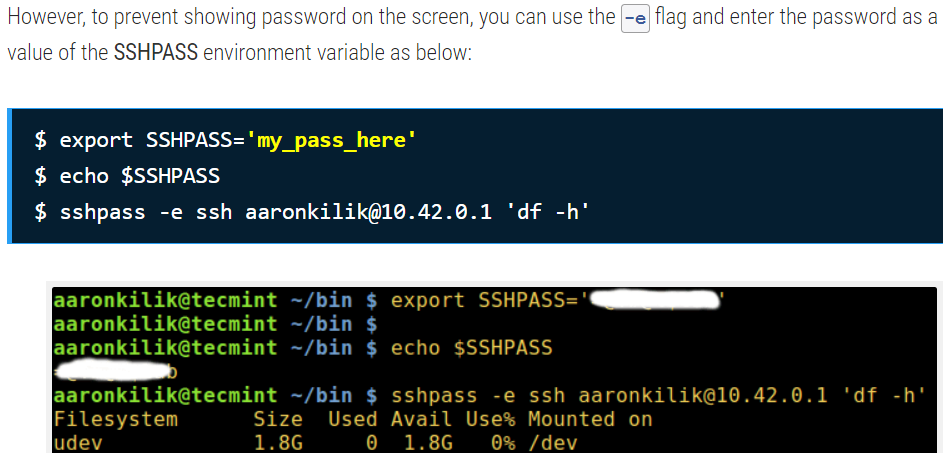 However, to prevent showing password on the screen, you can use the -e flag and enter the password as a
value of the SSHPASS environment variable as below:
$ export SSHPASS='my_pass_here'
$ echo $SSHPASS
$ sshpass -e ssh aaronkilik@10.42.0.1 'df -h'
aaronkilik@tecmint ~/bin $ export SSHPASS=' '
aaronkilik@tecmint ~/bin $
aaronkilik@tecmint ~/bin $ echo $SSHPASS
aaronkilik@tecmint ~/bin $ sshpass -e ssh aaronkilik@10.42.0.1 'df -h'
Filesystem Size Used Avail Use% Mounted on
udev 1.8G 0 1.8G 0% /dev